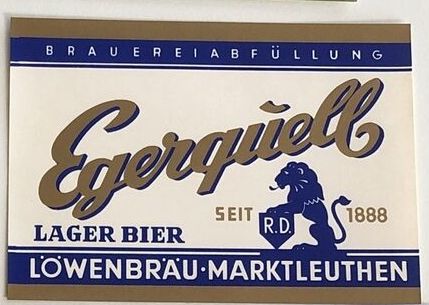 BRAUEREIABFÜLLUNG
Egerquell
SEIT R.D. 1888
LAGER BIER
LÖWENBRÄU·MARKTLEUTHEN